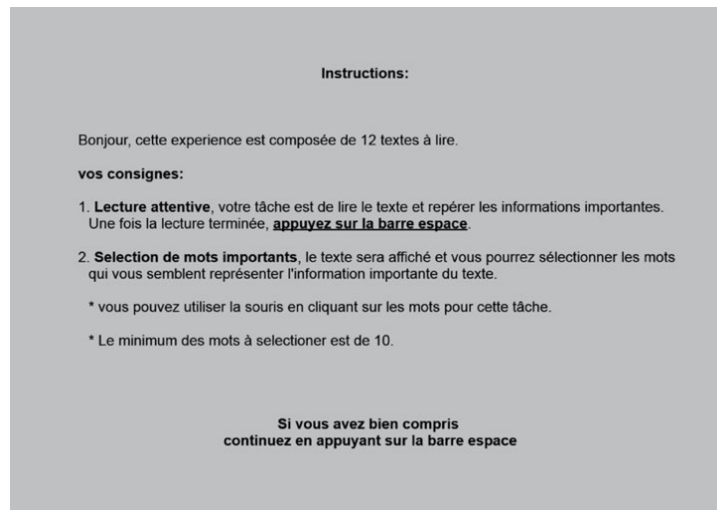 Instructions:
Bonjour, cette experience est composée de 12 textes à lire.
vos consignes:
1. Lecture attentive, votre tâche est de lire le texte et repérer les informations importantes.
Une fois la lecture terminée, appuyez sur la barre espace.
2. Selection de mots importants, le texte sera affiché et vous pourrez sélectionner les mots
qui vous semblent représenter l'information importante du texte.
* vous pouvez utiliser la souris en cliquant sur les mots pour cette tâche.
* Le minimum des mots à selectioner est de 10.
Si vous avez bien compris
continuez en appuyant sur la barre espace